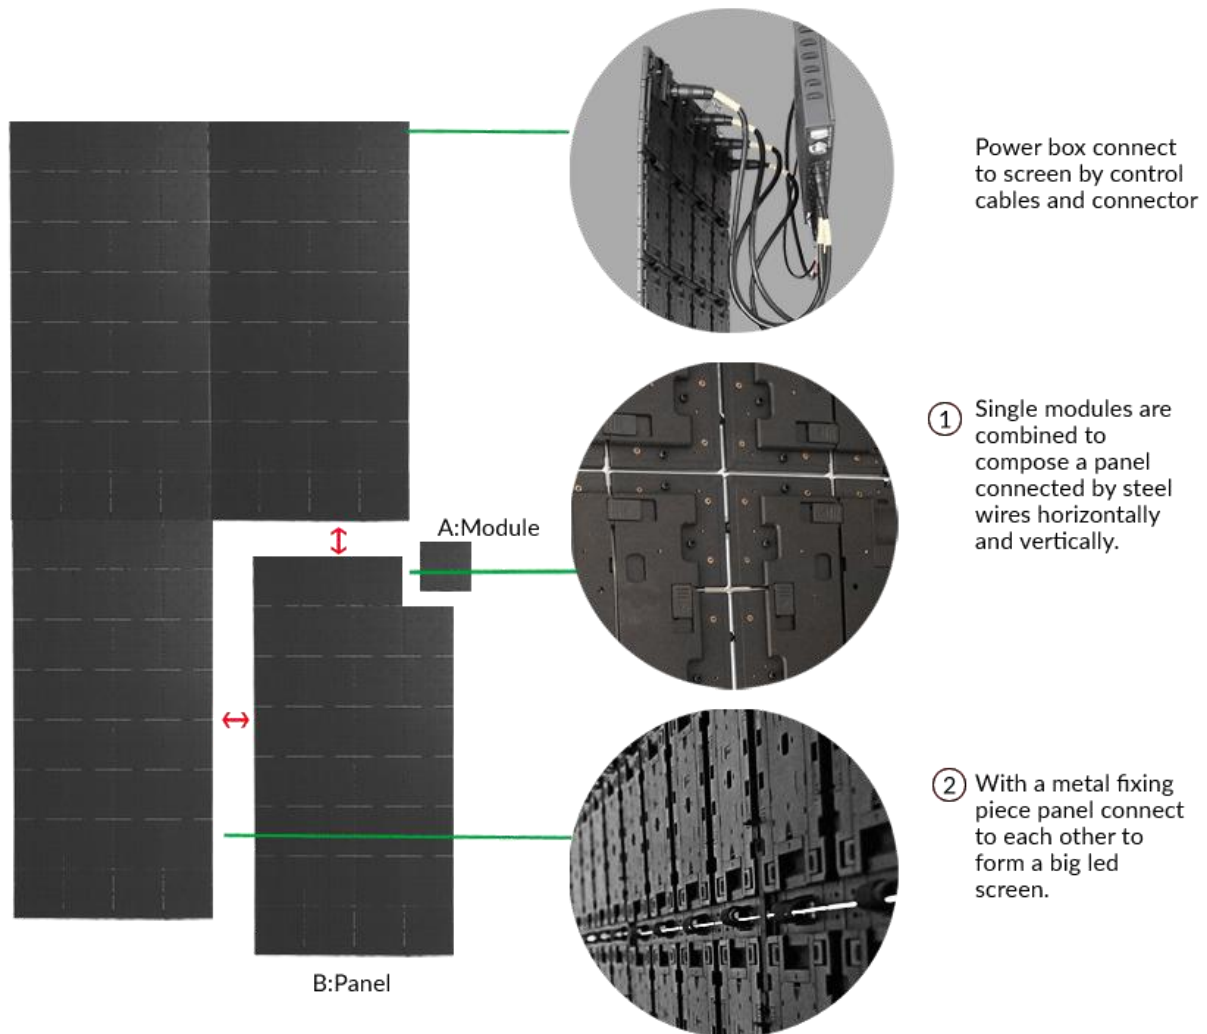 Power box connect
to screen by control
cables and connector
A:Module
1
Single modules are
combined to
compose a panel
connected by steel
wires horizontally
and vertically.
2
With a metal fixing
piece panel connect
to each other to
form a big led
screen.
B:Panel